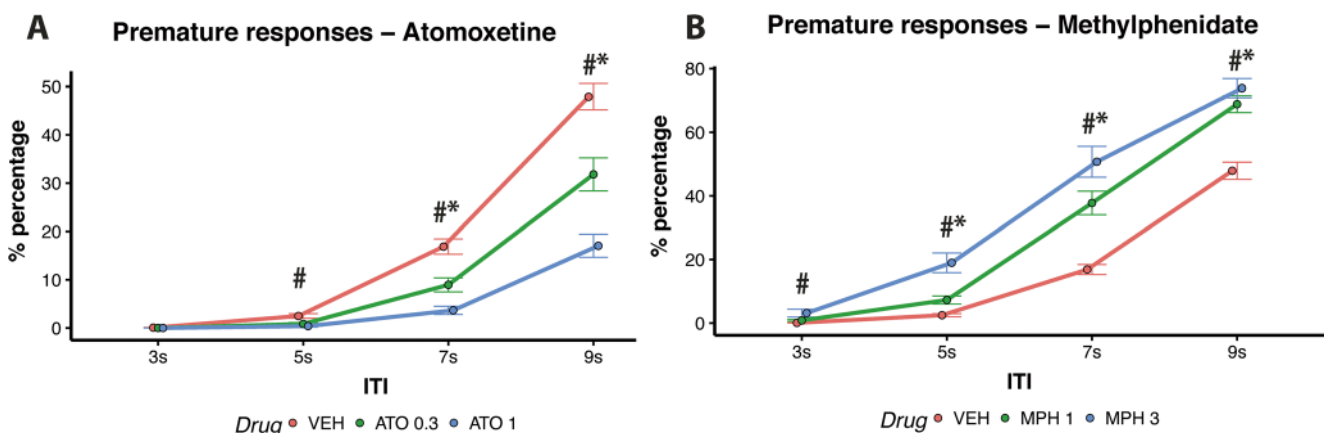 A
Premature responses – Atomoxetine
% percentage
50
40
30
20
10
0
#
#*
#*
3s
5s
7s
9s
ITI
Drug VEH ATO 0.3 ATO 1
B
Premature responses – Methylphenidate
% percentage
80
60
40
20
0
#
#*
#*
#*
3s
5s
7s
9s
ITI
Drug VEH MPH 1 MPH 3